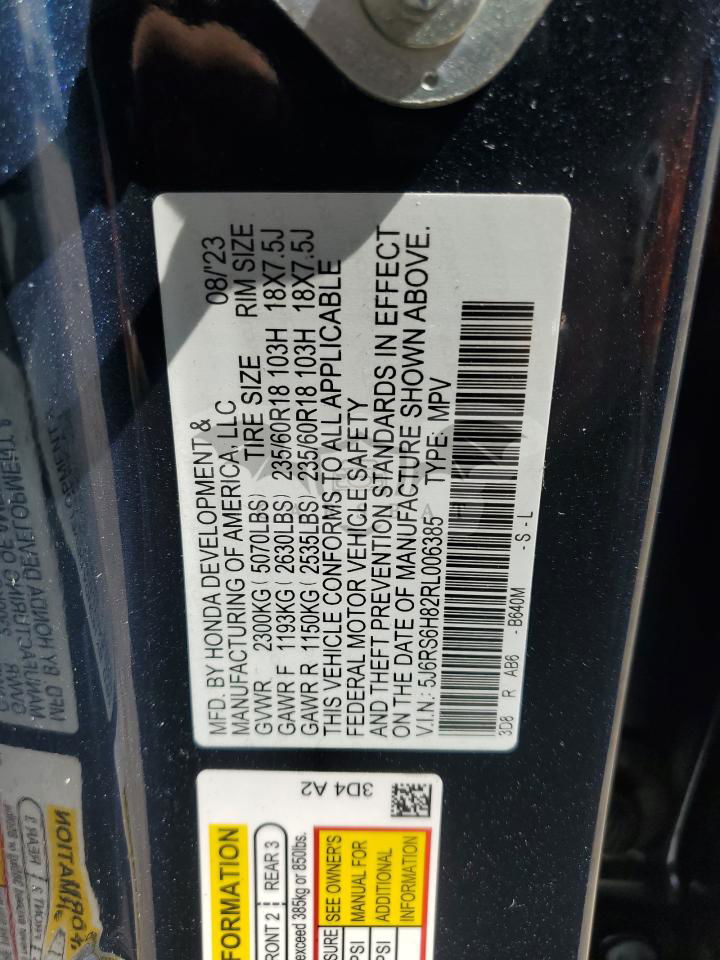 MFD. BY HONDA DEVELOPMENT &
MANUFACTURING OF AMERICA, LLC 08/'23
TIRE SIZE RIM SIZE
GVWR 2300KG ( 5070LBS)
GAWR F 1193KG ( 2630LBS) 235/60R18 103H 18X7.5J
GAWR R 1150KG ( 2535LBS) 235/60R18 103H 18X7.5J
THIS VEHICLE CONFORMS TO ALL APPLICABLE
FEDERAL MOTOR VEHICLE SAFETY
AND THEFT PREVENTION STANDARDS IN EFFECT
ON THE DATE OF MANUFACTURE SHOWN ABOVE.
V.I.N.: 5J6RS6H82RL006385 TYPE: MPV
3D8 R AB6 -B640M -S-L
3D4 A2
FORMATION
FRONT 2 REAR 3
exceed 385kg or 850lbs.
SEE OWNER'S
MANUAL FOR
ADDITIONAL
INFORMATION
PSI
PSI